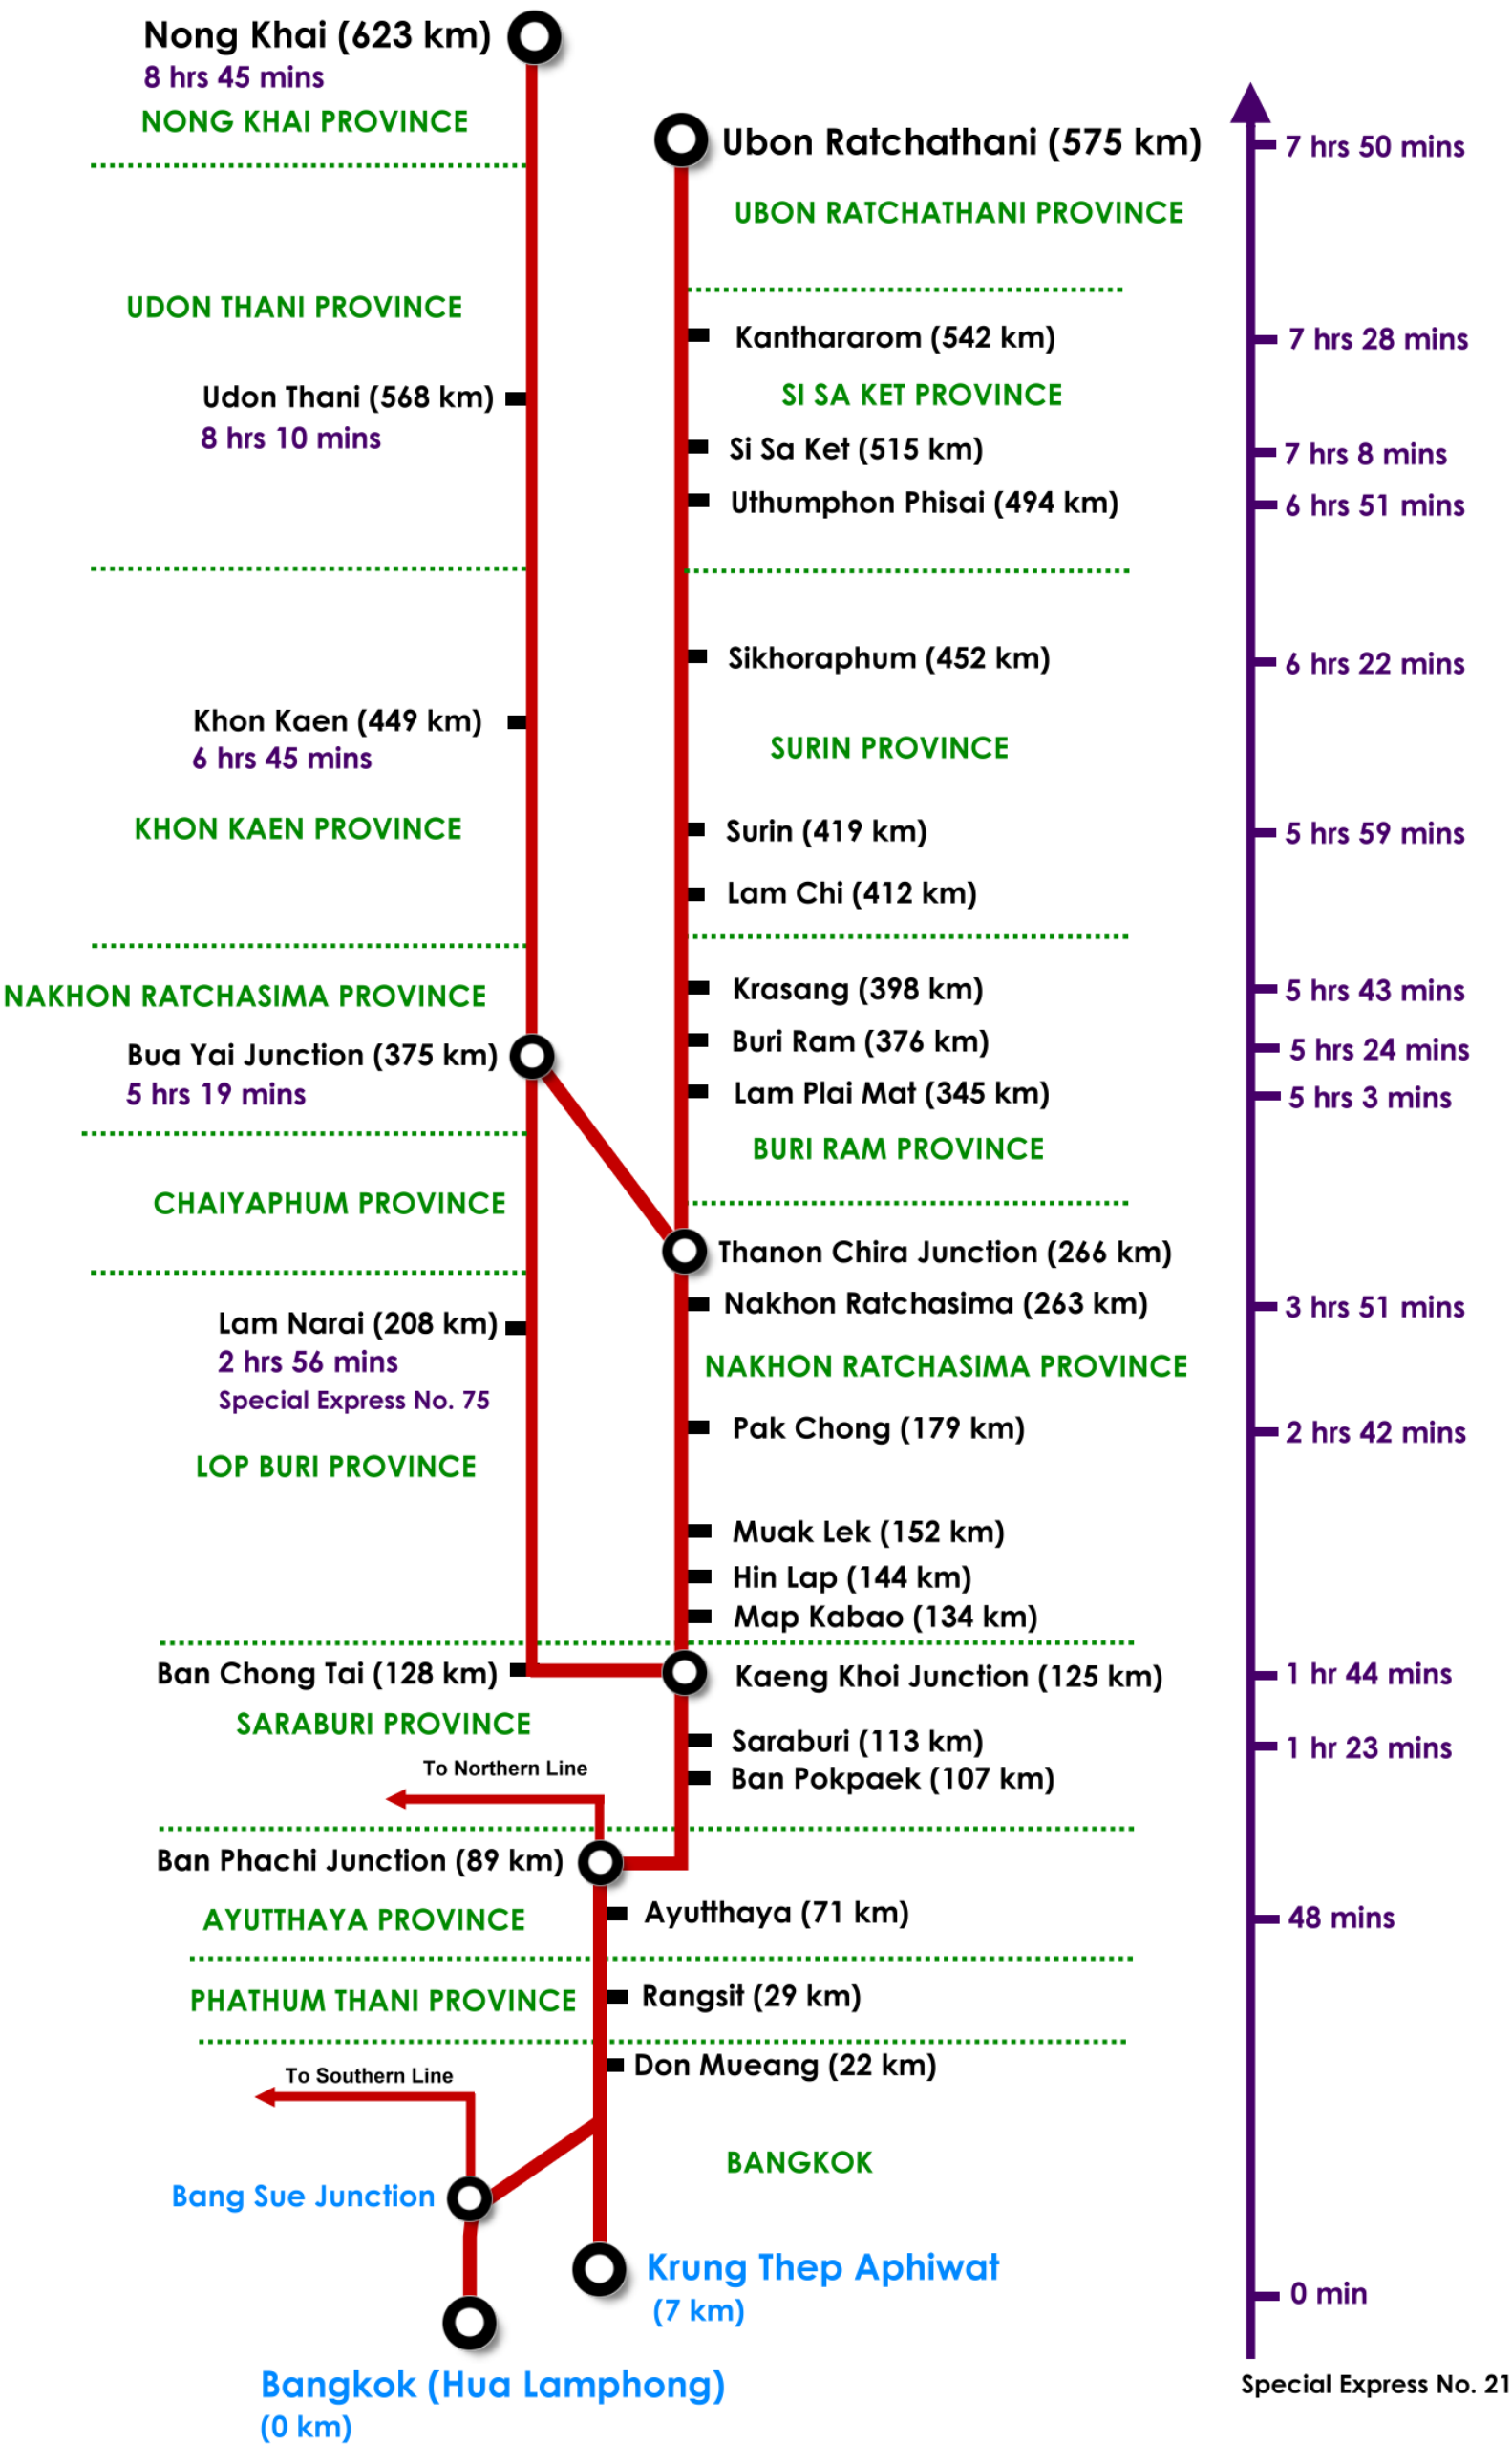 Nong Khai (623 km)
8 hrs 45 mins
NONG KHAI PROVINCE
Ubon Ratchathani (575 km)
7 hrs 50 mins
UBON RATCHATHANI PROVINCE
UDON THANI PROVINCE
Kanthararom (542 km)
7 hrs 28 mins
SI SA KET PROVINCE
Udon Thani (568 km)
8 hrs 10 mins
Si Sa Ket (515 km)
7 hrs 8 mins
Uthumphon Phisai (494 km)
6 hrs 51 mins
Sikhoraphum (452 km)
6 hrs 22 mins
Khon Kaen (449 km)
6 hrs 45 mins
SURIN PROVINCE
KHON KAEN PROVINCE
Surin (419 km)
5 hrs 59 mins
Lam Chi (412 km)
NAKHON RATCHASIMA PROVINCE
Krasang (398 km)
5 hrs 43 mins
Bua Yai Junction (375 km)
5 hrs 19 mins
Buri Ram (376 km)
5 hrs 24 mins
Lam Plai Mat (345 km)
5 hrs 3 mins
BURI RAM PROVINCE
CHAIYAPHUM PROVINCE
Thanon Chira Junction (266 km)
Nakhon Ratchasima (263 km)
3 hrs 51 mins
Lam Narai (208 km)
2 hrs 56 mins
Special Express No. 75
NAKHON RATCHASIMA PROVINCE
Pak Chong (179 km)
2 hrs 42 mins
LOP BURI PROVINCE
Muak Lek (152 km)
Hin Lap (144 km)
Map Kabao (134 km)
Ban Chong Tai (128 km)
Kaeng Khoi Junction (125 km)
1 hr 44 mins
SARABURI PROVINCE
Saraburi (113 km)
1 hr 23 mins
To Northern Line
Ban Pokpaek (107 km)
Ban Phachi Junction (89 km)
AYUTTHAYA PROVINCE
Ayutthaya (71 km)
48 mins
PHATHUM THANI PROVINCE
Rangsit (29 km)
Don Mueang (22 km)
To Southern Line
BANGKOK
Bang Sue Junction
Krung Thep Aphiwat
(7 km)
0 min
Bangkok (Hua Lamphong)
(0 km)
Special Express No. 21